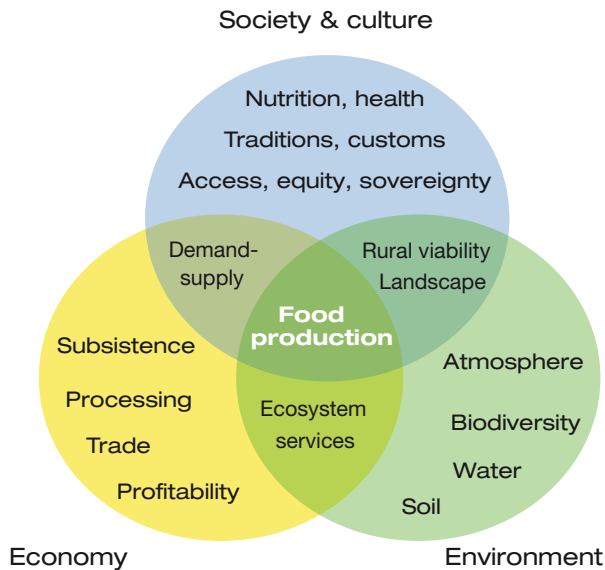 Society & culture
Nutrition, health
Traditions, customs
Access, equity, sovereignty
Demand-
supply
Rural viability
Landscape
Food
production
Subsistence
Processing
Trade
Profitability
Ecosystem
services
Atmosphere
Biodiversity
Water
Soil
Economy
Environment